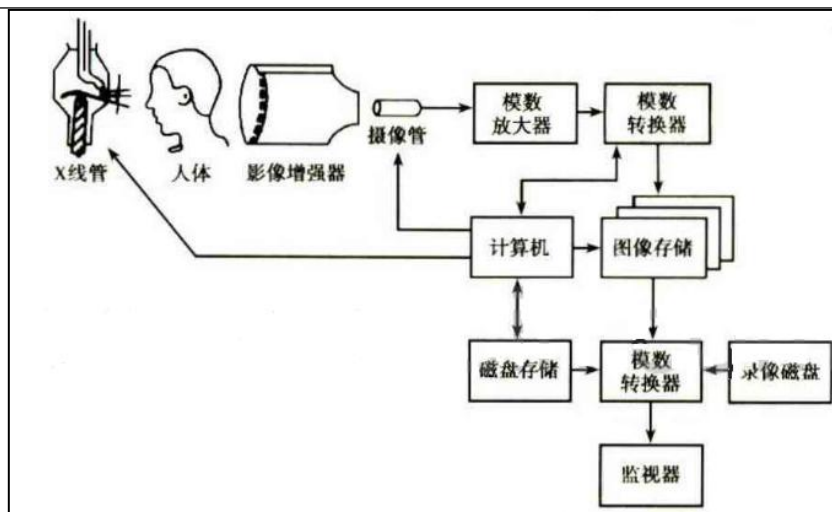 X线管
人体
影像增强器
摄像管
模数
放大器
模数
转换器
计算机
图像存储
磁盘存储
模数
转换器
录像磁盘
监视器